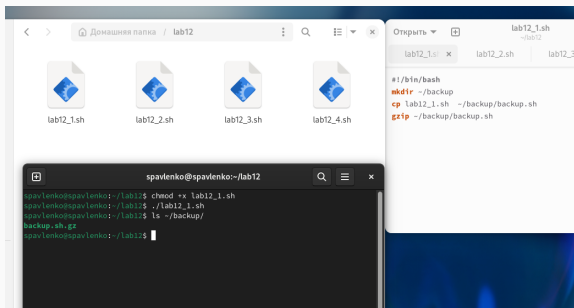 Домашняя папка / lab12
lab12_1.sh
lab12_2.sh
lab12_3.sh
lab12_4.sh
Открыть
lab12_1.sh
~/lab12
lab12_1.sh
lab12_2.sh
lab12_3
#!/bin/bash
mkdir ~/backup
cp lab12_1.sh ~/backup/backup.sh
gzip ~/backup/backup.sh
spavlenko@spavlenko:~/lab12
spavlenko@spavlenko:~/lab12$ chmod +x lab12_1.sh
spavlenko@spavlenko:~/lab12$ ./lab12_1.sh
spavlenko@spavlenko:~/lab12$ ls ~/backup/
backup.sh.gz
spavlenko@spavlenko:~/lab12$